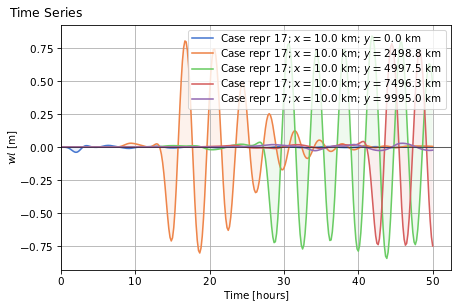 Time Series
Case repr 17; x = 10.0 km; y = 0.0 km
Case repr 17; x = 10.0 km; y = 2498.8 km
Case repr 17; x = 10.0 km; y = 4997.5 km
Case repr 17; x = 10.0 km; y = 7496.3 km
Case repr 17; x = 10.0 km; y = 9995.0 km
wl [m]
0.75
0.50
0.25
0.00
−0.25
−0.50
−0.75
0 10 20 30 40 50
Time [hours]